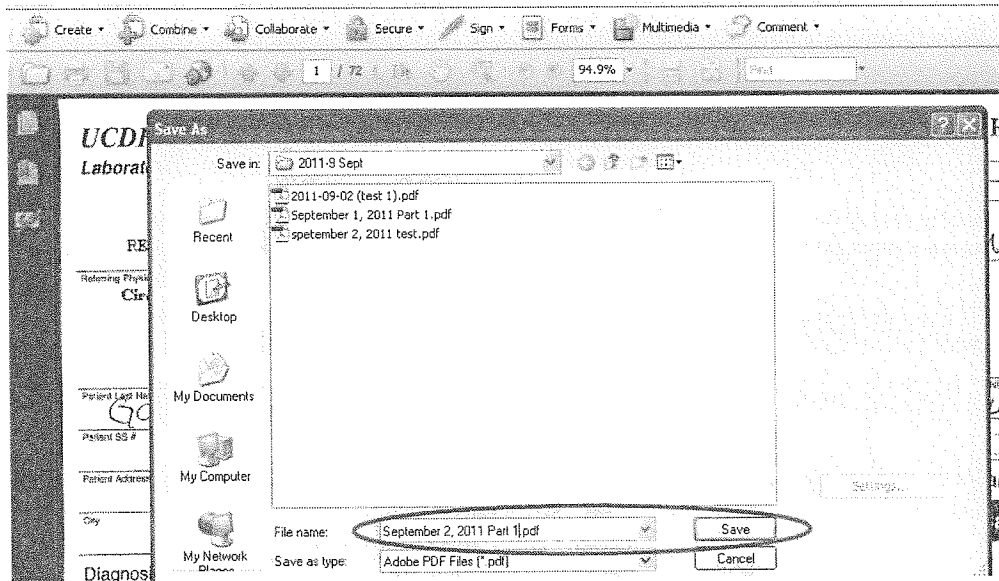 Create Combine Collaborate Secure Sign Forms Multimedia Comment
1 / 72 94.9% Find
UCD
Laborat
Save As
Save in: 2011-9 Sept
2011-09-02 (test 1).pdf
September 1, 2011 Part 1.pdf
spetember 2, 2011 test.pdf
Recent
RE
Referring Physi
Cir
Desktop
My Documents
Patient Last Na
GO
Patient SS #
My Computer
Patient Address
Settings...
City
File name: September 2, 2011 Part 1.pdf Save
My Network Places
Save as type: Adobe PDF Files (*.pdf) Cancel
Diagnos